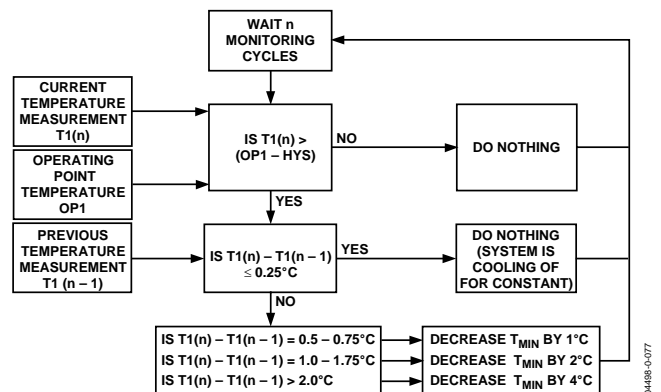 WAIT n
MONITORING
CYCLES
CURRENT
TEMPERATURE
MEASUREMENT
T1(n)
IS T1(n) >
(OP1 – HYS)
NO
DO NOTHING
OPERATING
POINT
TEMPERATURE
OP1
YES
PREVIOUS
TEMPERATURE
MEASUREMENT
T1 (n – 1)
IS T1(n) – T1(n – 1)
≤ 0.25°C
YES
DO NOTHING
(SYSTEM IS
COOLING OF
FOR CONSTANT)
NO
IS T1(n) – T1(n – 1) = 0.5 – 0.75°C
DECREASE TMIN BY 1°C
IS T1(n) – T1(n – 1) = 1.0 – 1.75°C
DECREASE TMIN BY 2°C
IS T1(n) – T1(n – 1) > 2.0°C
DECREASE TMIN BY 4°C
04498-0-077